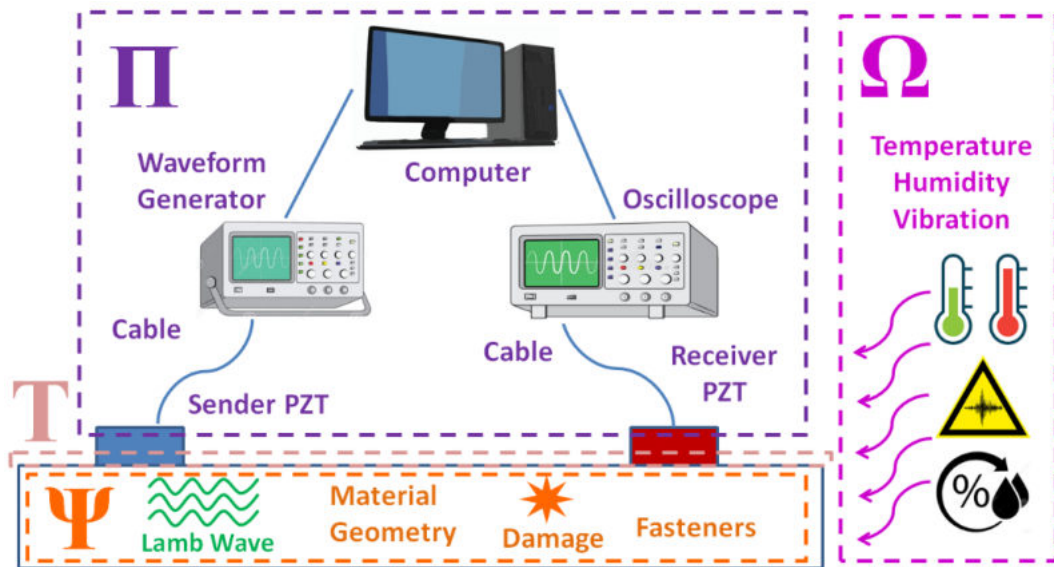 Π
Ω
Computer
Waveform
Generator
Oscilloscope
Temperature
Humidity
Vibration
Cable
Cable
Receiver
PZT
Sender PZT
T
Ψ
Lamb Wave
Material
Geometry
Damage
Fasteners
%